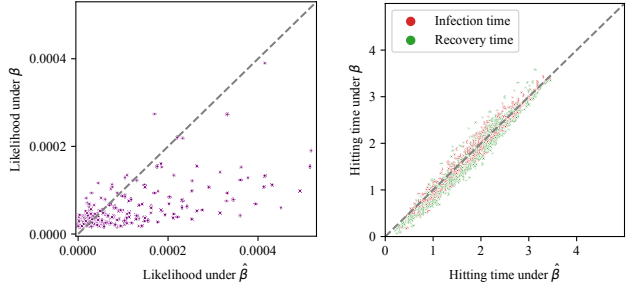 Likelihood under β
0.0004
0.0002
0.0000
0.0000
0.0002
0.0004
Likelihood under β̂
Infection time
Recovery time
Hitting time under β
5
4
3
2
1
0
0
1
2
3
4
Hitting time under β̂